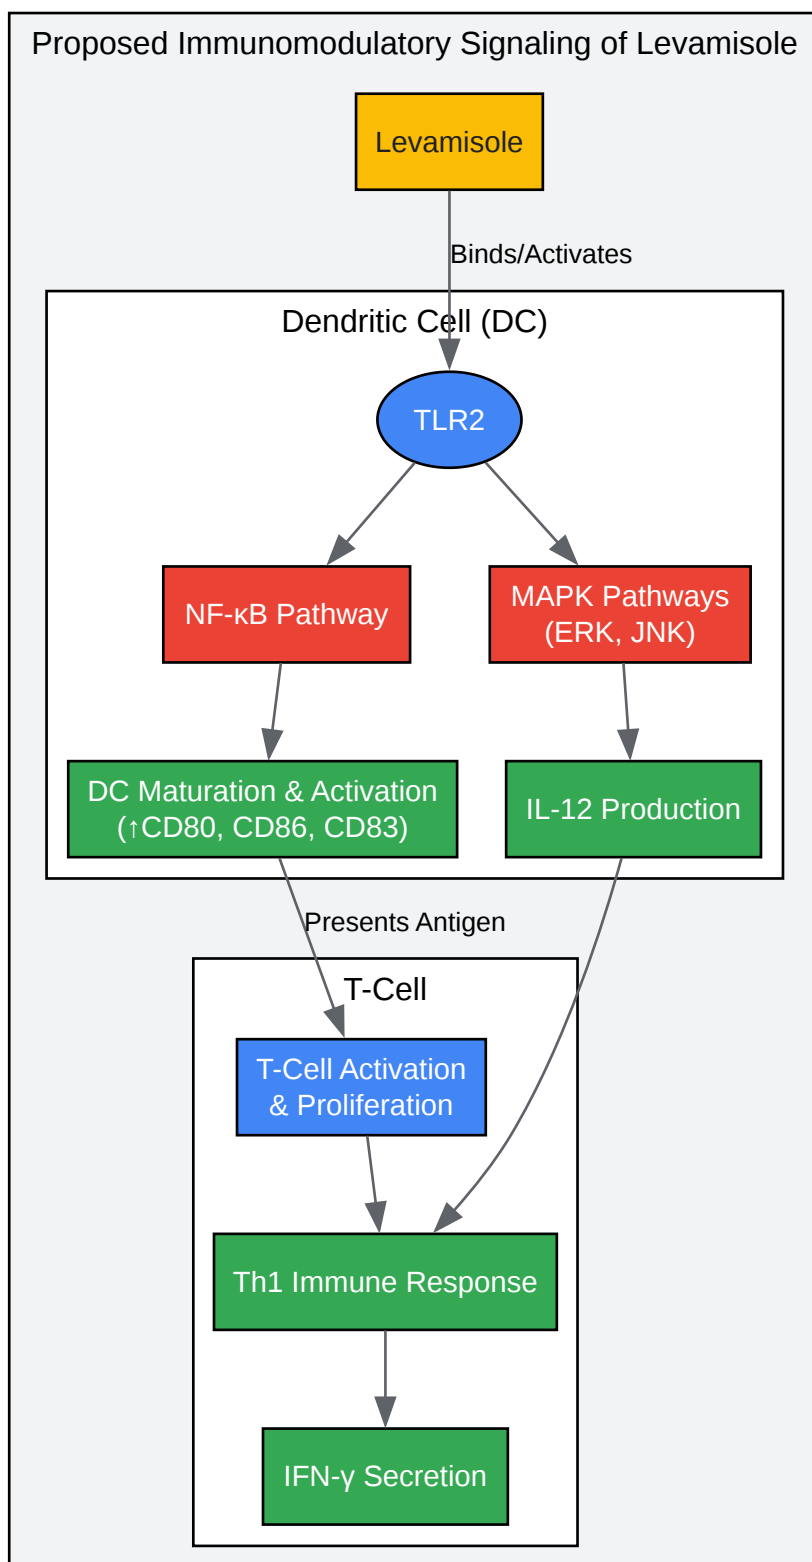 Proposed Immunomodulatory Signaling of Levamisole
Levamisole
Binds/Activates
Dendritic Cell (DC)
TLR2
NF-κB Pathway
MAPK Pathways
(ERK, JNK)
DC Maturation & Activation
(↑CD80, CD86, CD83)
IL-12 Production
Presents Antigen
T-Cell
T-Cell Activation
& Proliferation
Th1 Immune Response
IFN-γ Secretion